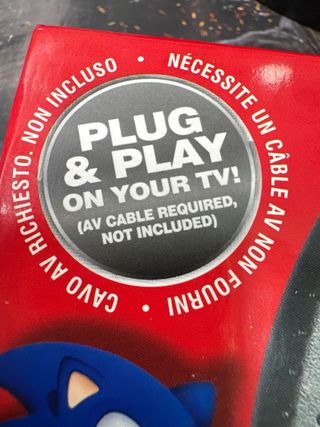 PLUG
& PLAY
ON YOUR TV!
(AV CABLE REQUIRED,
NOT INCLUDED)
NÉCESSITE UN CÂBLE AV NON FOURNI •
CAVO AV RICHIESTO. NON INCLUSO •